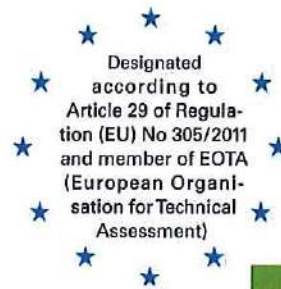 Designated
according to
Article 29 of Regula-
tion (EU) No 305/2011
and member of EOTA
(European Organi-
sation for Technical
Assessment)